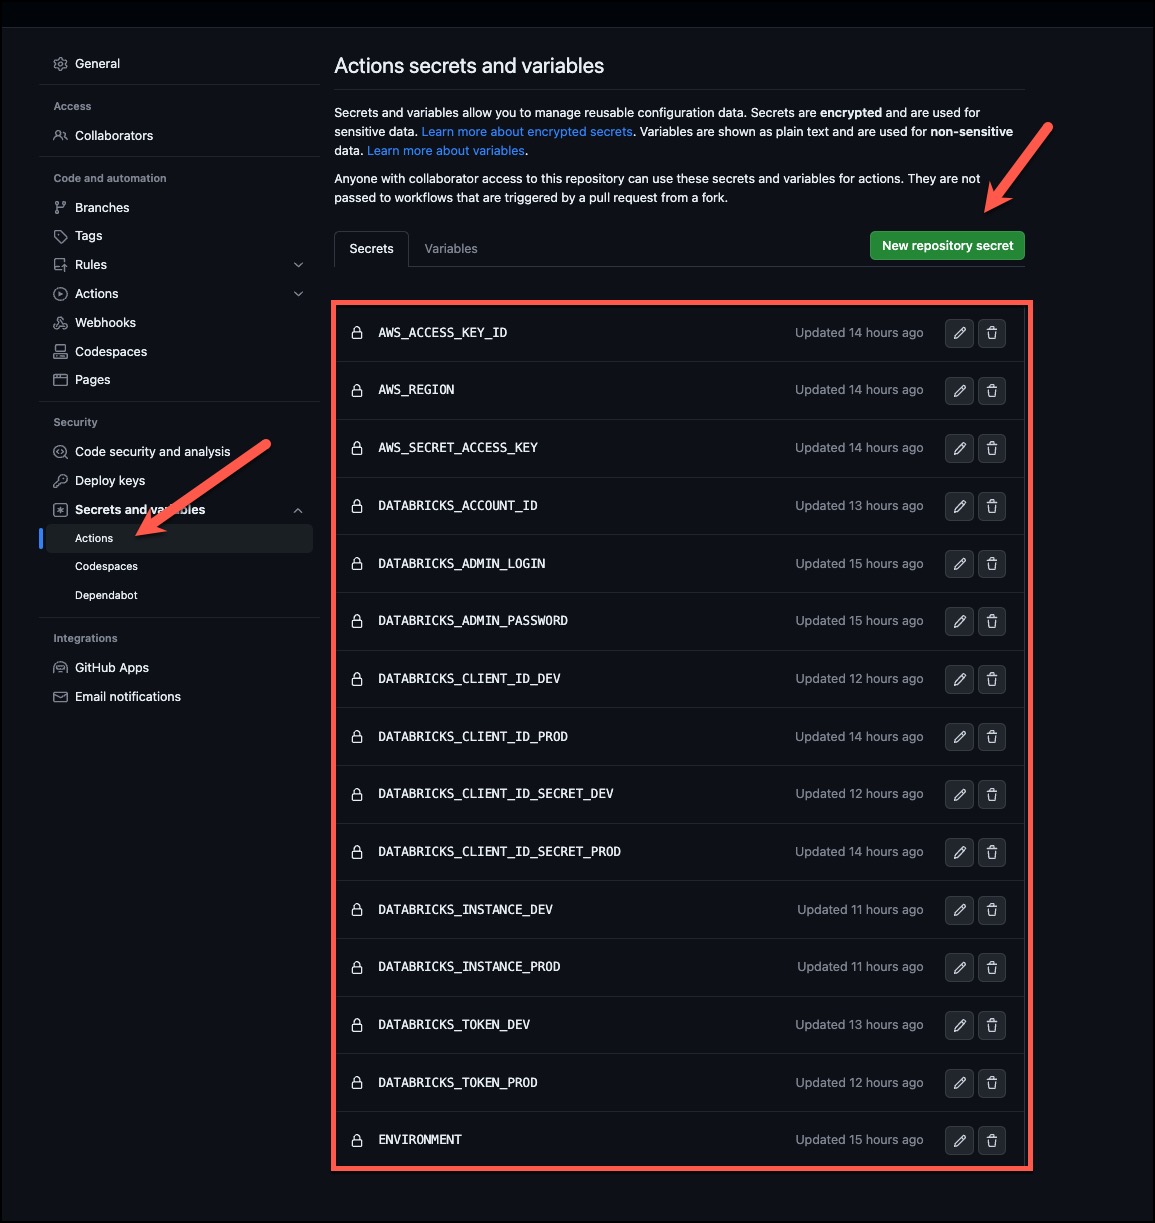 General
Access
Collaborators
Code and automation
Branches
Tags
Rules
Actions
Webhooks
Codespaces
Pages
Security
Code security and analysis
Deploy keys
Secrets and variables
Actions
Codespaces
Dependabot
Integrations
GitHub Apps
Email notifications
Actions secrets and variables
Secrets and variables allow you to manage reusable configuration data. Secrets are encrypted and are used for
sensitive data. Learn more about encrypted secrets. Variables are shown as plain text and are used for non-sensitive
data. Learn more about variables.
Anyone with collaborator access to this repository can use these secrets and variables for actions. They are not
passed to workflows that are triggered by a pull request from a fork.
Secrets Variables New repository secret
AWS_ACCESS_KEY_ID Updated 14 hours ago
AWS_REGION Updated 14 hours ago
AWS_SECRET_ACCESS_KEY Updated 14 hours ago
DATABRICKS_ACCOUNT_ID Updated 13 hours ago
DATABRICKS_ADMIN_LOGIN Updated 15 hours ago
DATABRICKS_ADMIN_PASSWORD Updated 15 hours ago
DATABRICKS_CLIENT_ID_DEV Updated 12 hours ago
DATABRICKS_CLIENT_ID_PROD Updated 14 hours ago
DATABRICKS_CLIENT_ID_SECRET_DEV Updated 12 hours ago
DATABRICKS_CLIENT_ID_SECRET_PROD Updated 14 hours ago
DATABRICKS_INSTANCE_DEV Updated 11 hours ago
DATABRICKS_INSTANCE_PROD Updated 11 hours ago
DATABRICKS_TOKEN_DEV Updated 13 hours ago
DATABRICKS_TOKEN_PROD Updated 12 hours ago
ENVIRONMENT Updated 15 hours ago